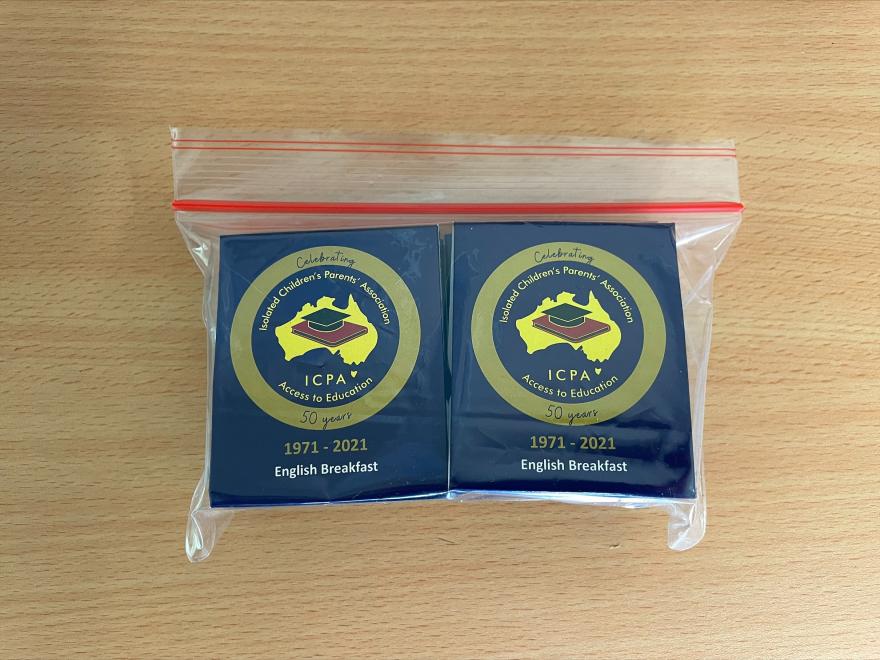 Celebrating
Isolated Children's Parents' Association
ICPA
Access to Education
50 years
1971 - 2021
English Breakfast
Celebrating
Isolated Children's Parents' Association
ICPA
Access to Education
50 years
1971 - 2021
English Breakfast